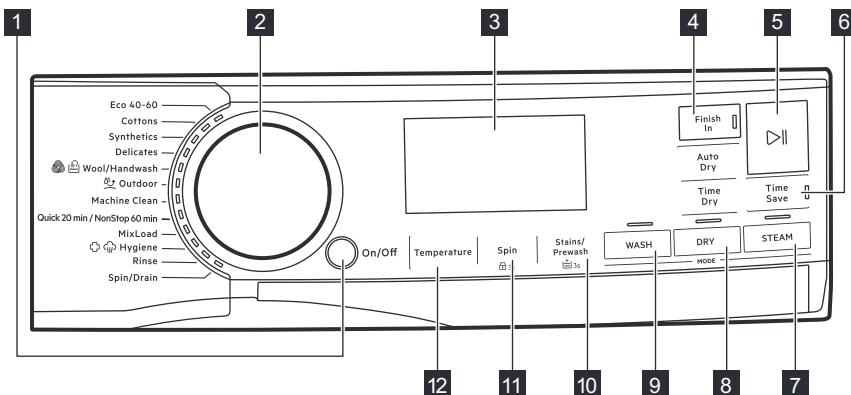 1
2
3
4
5
6
Eco 40-60
Cottons
Synthetics
Delicates
Wool/Handwash
Outdoor
Machine Clean
Quick 20 min / NonStop 60 min
MixLoad
Hygiene
Rinse
Spin/Drain
On/Off
Temperature
Spin
3s
Stains/
Prewash
3s
Finish
In
Auto
Dry
Time
Dry
Time
Save
WASH
DRY
STEAM
MODE
12
11
10
9
8
7